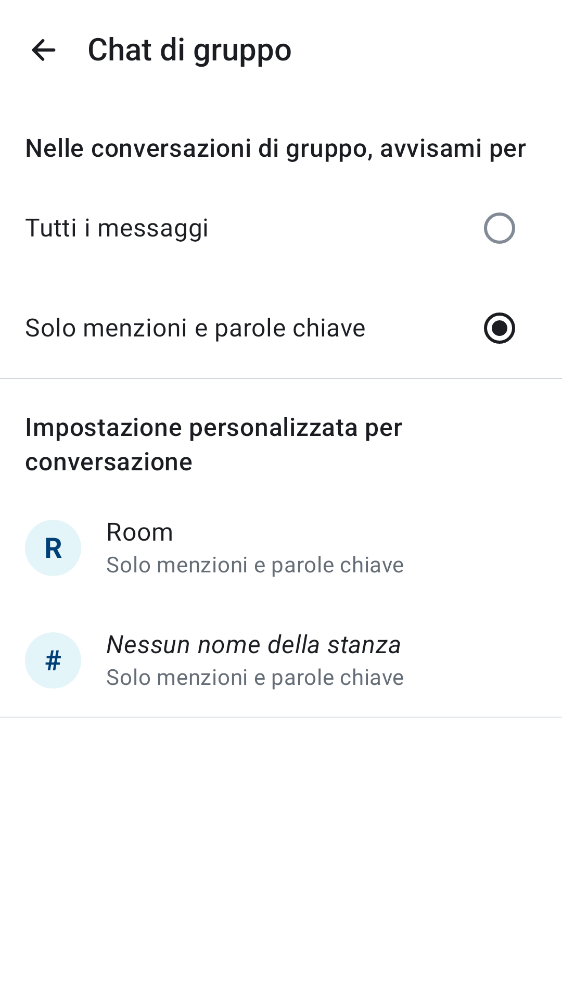 Chat di gruppo
Nelle conversazioni di gruppo, avvisami per
Tutti i messaggi
Solo menzioni e parole chiave
Impostazione personalizzata per
conversazione
R
Room
Solo menzioni e parole chiave
#
Nessun nome della stanza
Solo menzioni e parole chiave